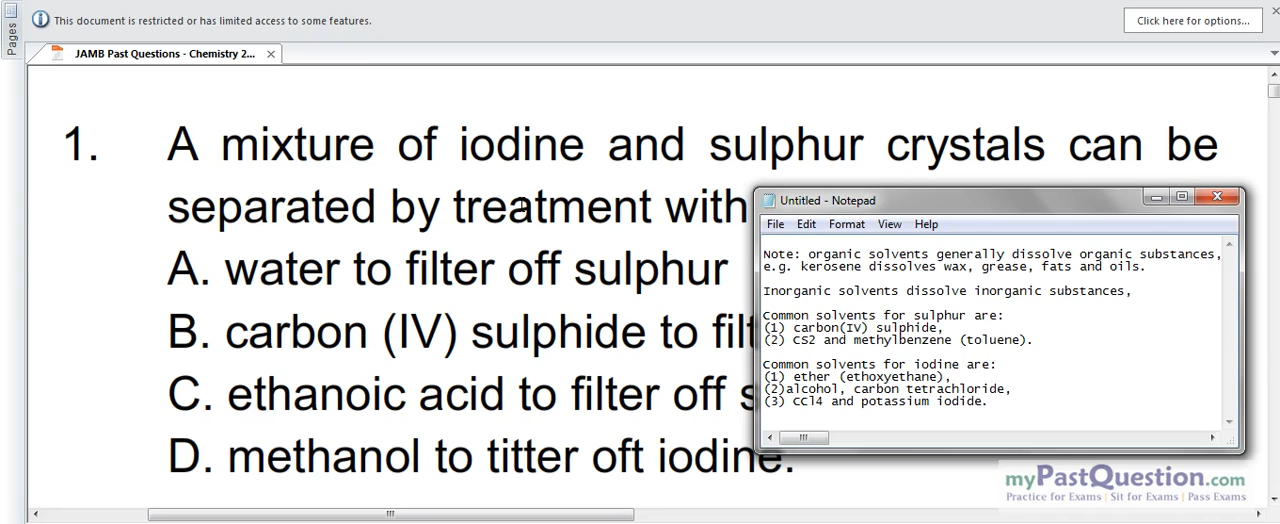 Pages
This document is restricted or has limited access to some features.
Click here for options...
JAMB Past Questions - Chemistry 2...
1. A mixture of iodine and sulphur crystals can be
separated by treatment with
A. water to filter off sulphur
B. carbon (IV) sulphide to
C. ethanoic acid to filter off
D. methanol to titter oft iodine.
Untitled - Notepad
File Edit Format View Help
Note: organic solvents generally dissolve organic substances,
e.g. kerosene dissolves wax, grease, fats and oils.
Inorganic solvents dissolve inorganic substances,
Common solvents for sulphur are:
(1) carbon(IV) sulphide,
(2) CS2 and methylbenzene (toluene).
Common solvents for iodine are:
(1) ether (ethoxyethane),
(2)alcohol, carbon tetrachloride,
(3) CCl4 and potassium iodide.
myPastQuestion.com
Practice for Exams | Sit for Exams | Pass Exams